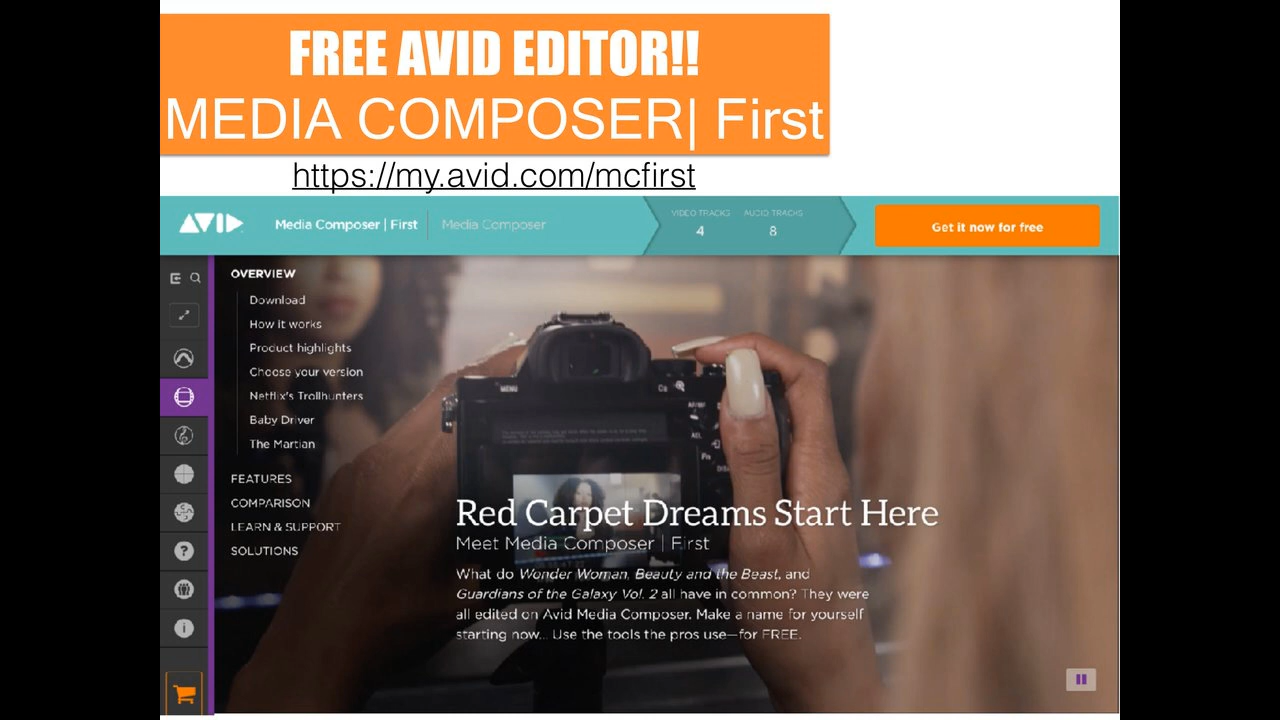 FREE AVID EDITOR!!
MEDIA COMPOSER| First
https://my.avid.com/mcfirst
AVID
Media Composer | First
Media Composer
VIDEO TRACKS
4
AUDIO TRACKS
8
Get it now for free
OVERVIEW
Download
How it works
Product highlights
Choose your version
Netflix's Trollhunters
Baby Driver
The Martian
FEATURES
COMPARISON
LEARN & SUPPORT
SOLUTIONS
MENU
Fn
Red Carpet Dreams Start Here
Meet Media Composer | First
What do Wonder Woman, Beauty and the Beast, and
Guardians of the Galaxy Vol. 2 all have in common? They were
all edited on Avid Media Composer. Make a name for yourself
starting now... Use the tools the pros use—for FREE.